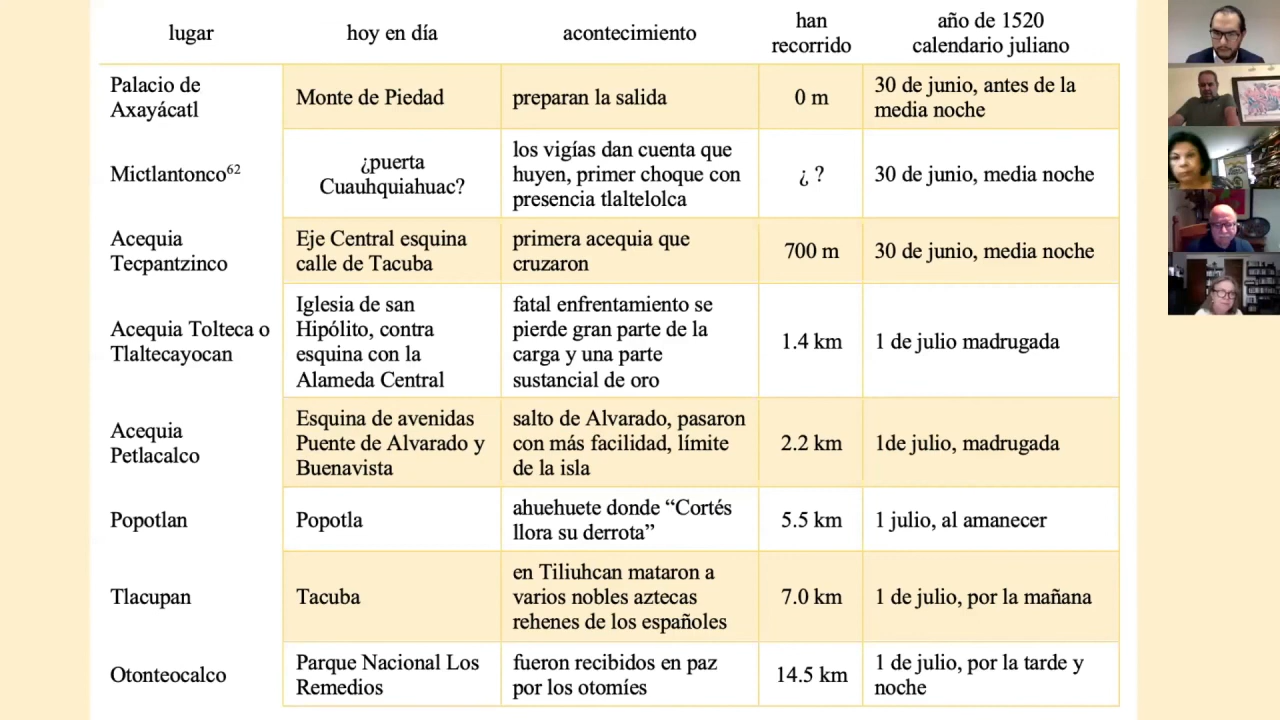 lugar
hoy en día
acontecimiento
han
recorrido
año de 1520
calendario juliano
Palacio de
Axayácatl
Monte de Piedad
preparan la salida
0 m
30 de junio, antes de la
media noche
Mictlantonco62
¿puerta
Cuauhquiahuac?
los vigías dan cuenta que
huyen, primer choque con
presencia tlaltelolca
¿ ?
30 de junio, media noche
Acequia
Tecpantzinco
Eje Central esquina
calle de Tacuba
primera acequia que
cruzaron
700 m
30 de junio, media noche
Acequia Tolteca o
Tlaltecayocan
Iglesia de san
Hipólito, contra
esquina con la
Alameda Central
fatal enfrentamiento se
pierde gran parte de la
carga y una parte
sustancial de oro
1.4 km
1 de julio madrugada
Acequia
Petlacalco
Esquina de avenidas
Puente de Alvarado y
Buenavista
salto de Alvarado, pasaron
con más facilidad, límite
de la isla
2.2 km
1de julio, madrugada
Popotlan
Popotla
ahuehuete donde “Cortés
llora su derrota”
5.5 km
1 julio, al amanecer
Tlacupan
Tacuba
en Tiliuhcan mataron a
varios nobles aztecas
rehenes de los españoles
7.0 km
1 de julio, por la mañana
Otonteocalco
Parque Nacional Los
Remedios
fueron recibidos en paz
por los otomíes
14.5 km
1 de julio, por la tarde y
noche